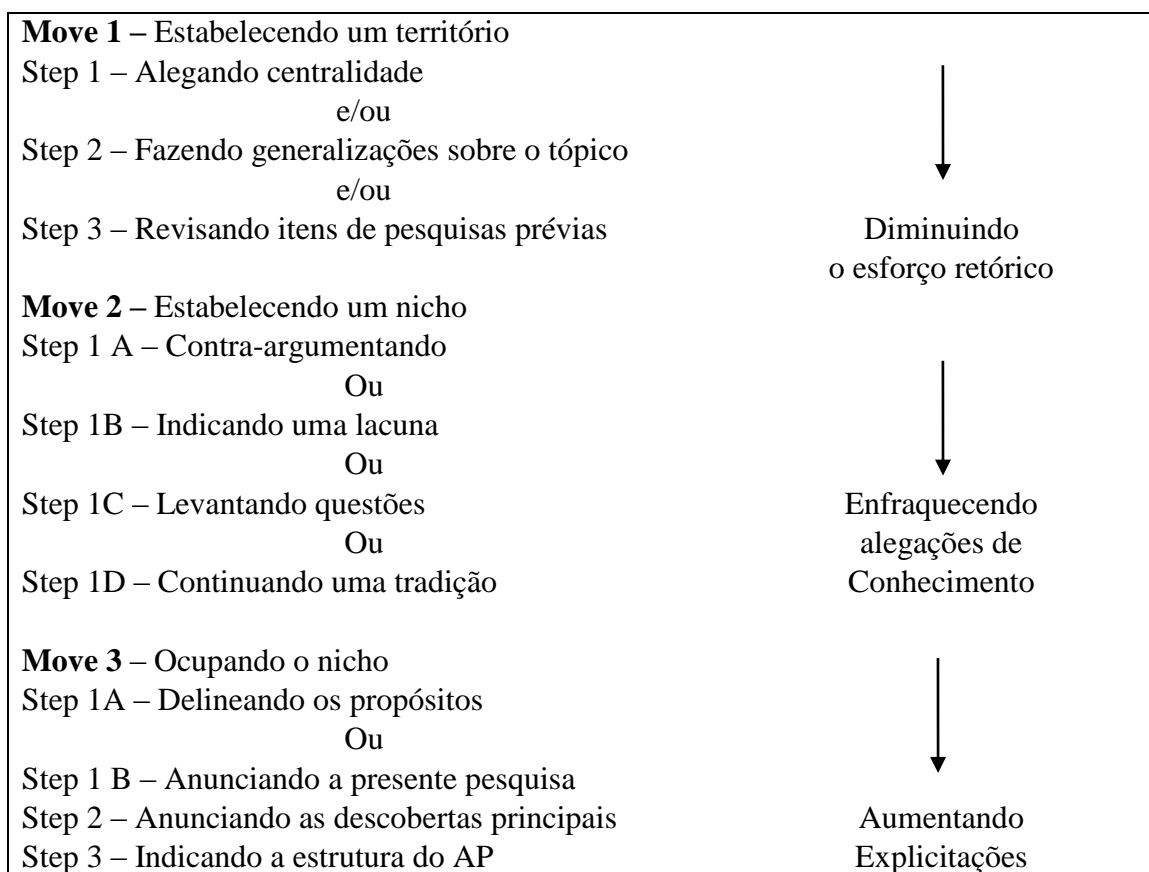 Move 1 – Estabelecendo um território
Step 1 – Alegando centralidade
e/ou
Step 2 – Fazendo generalizações sobre o tópico
e/ou
Step 3 – Revisando itens de pesquisas prévias
Diminuindo
o esforço retórico
Move 2 – Estabelecendo um nicho
Step 1 A – Contra-argumentando
Ou
Step 1B – Indicando uma lacuna
Ou
Step 1C – Levantando questões
Enfraquecendo
Ou
alegações de
Step 1D – Continuando uma tradição
Conhecimento
Move 3 – Ocupando o nicho
Step 1A – Delineando os propósitos
Ou
Step 1 B – Anunciando a presente pesquisa
Step 2 – Anunciando as descobertas principais
Aumentando
Step 3 – Indicando a estrutura do AP
Explicitações